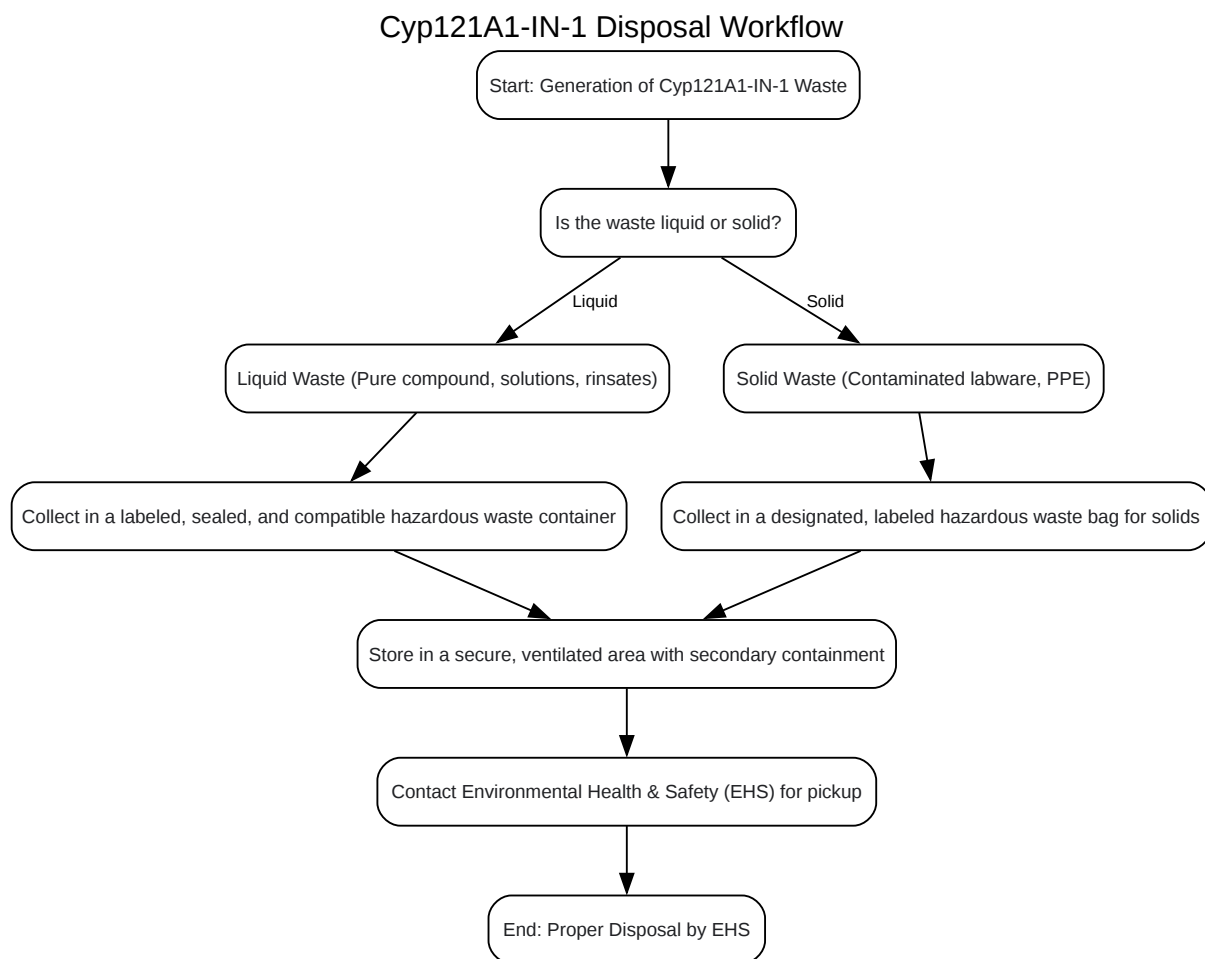 Cyp121A1-IN-1 Disposal Workflow
Start: Generation of Cyp121A1-IN-1 Waste
Is the waste liquid or solid?
Liquid
Solid
Liquid Waste (Pure compound, solutions, rinsates)
Solid Waste (Contaminated labware, PPE)
Collect in a labeled, sealed, and compatible hazardous waste container
Collect in a designated, labeled hazardous waste bag for solids
Store in a secure, ventilated area with secondary containment
Contact Environmental Health & Safety (EHS) for pickup
End: Proper Disposal by EHS